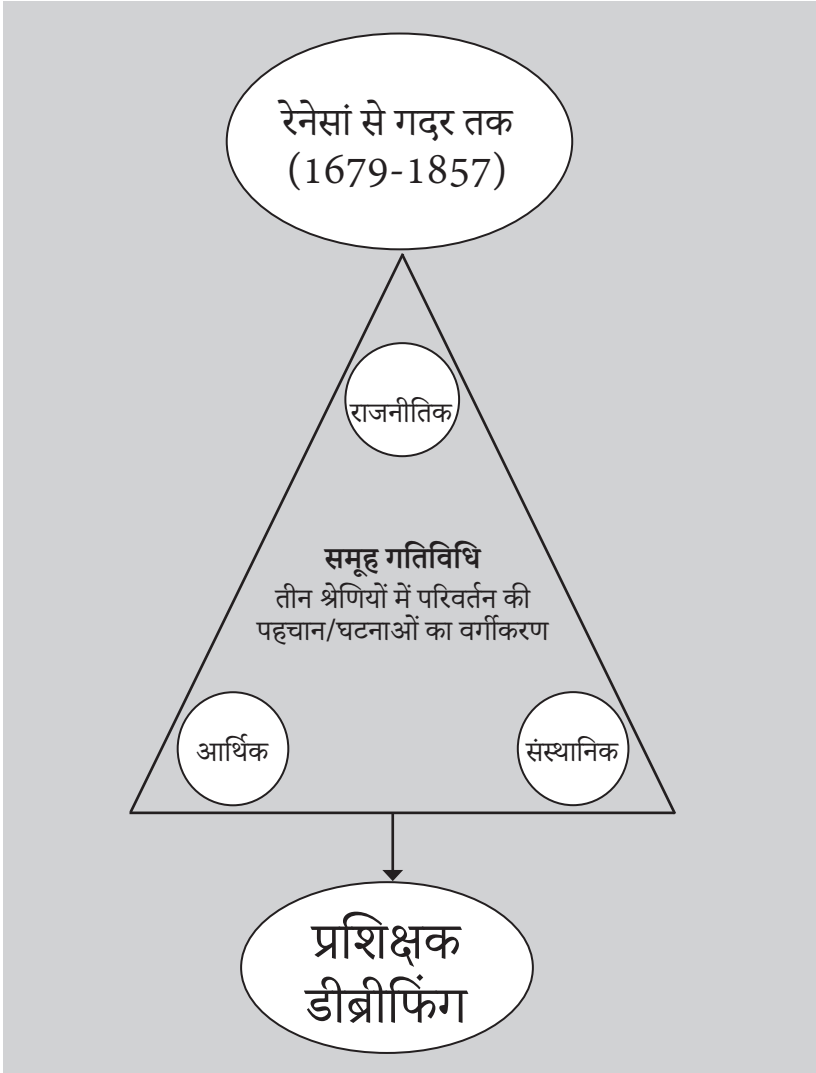 रेनेसां से गदर तक
(1679-1857)
राजनीतिक
समूह गतिविधि
तीन श्रेणियों में परिवर्तन की
पहचान/घटनाओं का वर्गीकरण
आर्थिक
संस्थानिक
प्रशिक्षक
डीब्रीफिंग